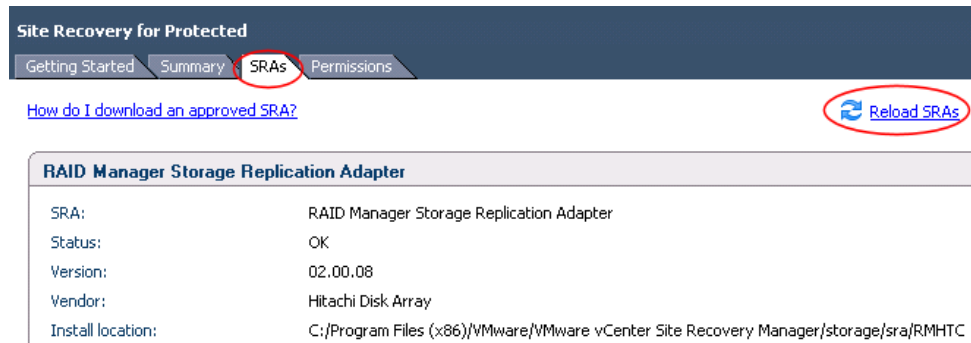 Site Recovery for Protected
Getting Started Summary SRAs Permissions
How do I download an approved SRA? Reload SRAs
RAID Manager Storage Replication Adapter
SRA: RAID Manager Storage Replication Adapter
Status: OK
Version: 02.00.08
Vendor: Hitachi Disk Array
Install location: C:/Program Files (x86)/VMware/VMware vCenter Site Recovery Manager/storage/sra/RMHTC